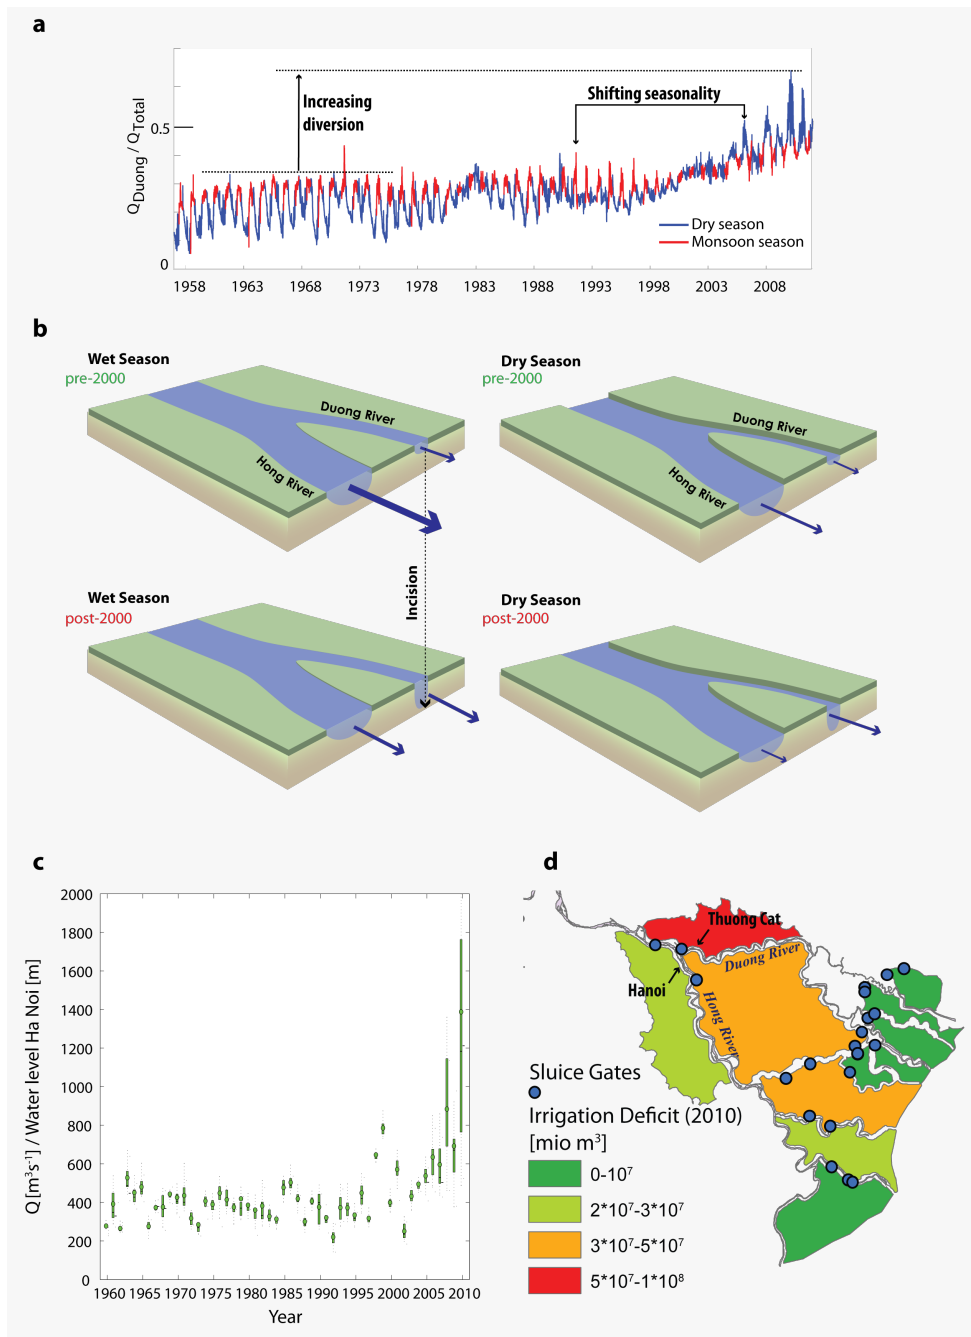 a
Q Duong / Q Total
0.5
0
Increasing
diversion
Shifting seasonality
Dry season
Monsoon season
1958 1963 1968 1973 1978 1983 1988 1993 1998 2003 2008
b
Wet Season
pre-2000
Duong River
Hong River
Dry Season
pre-2000
Duong River
Hong River
Incision
Wet Season
post-2000
Dry Season
post-2000
c
Q [m³s⁻¹] / Water level Ha Noi [m]
2000
1800
1600
1400
1200
1000
800
600
400
200
0
1960 1965 1970 1975 1980 1985 1990 1995 2000 2005 2010
Year
d
Thuong Cat
Duong River
Hanoi
Hong River
Sluice Gates
Irrigation Deficit (2010)
[mio m³]
0-10⁷
2*10⁷-3*10⁷
3*10⁷-5*10⁷
5*10⁷-1*10⁸